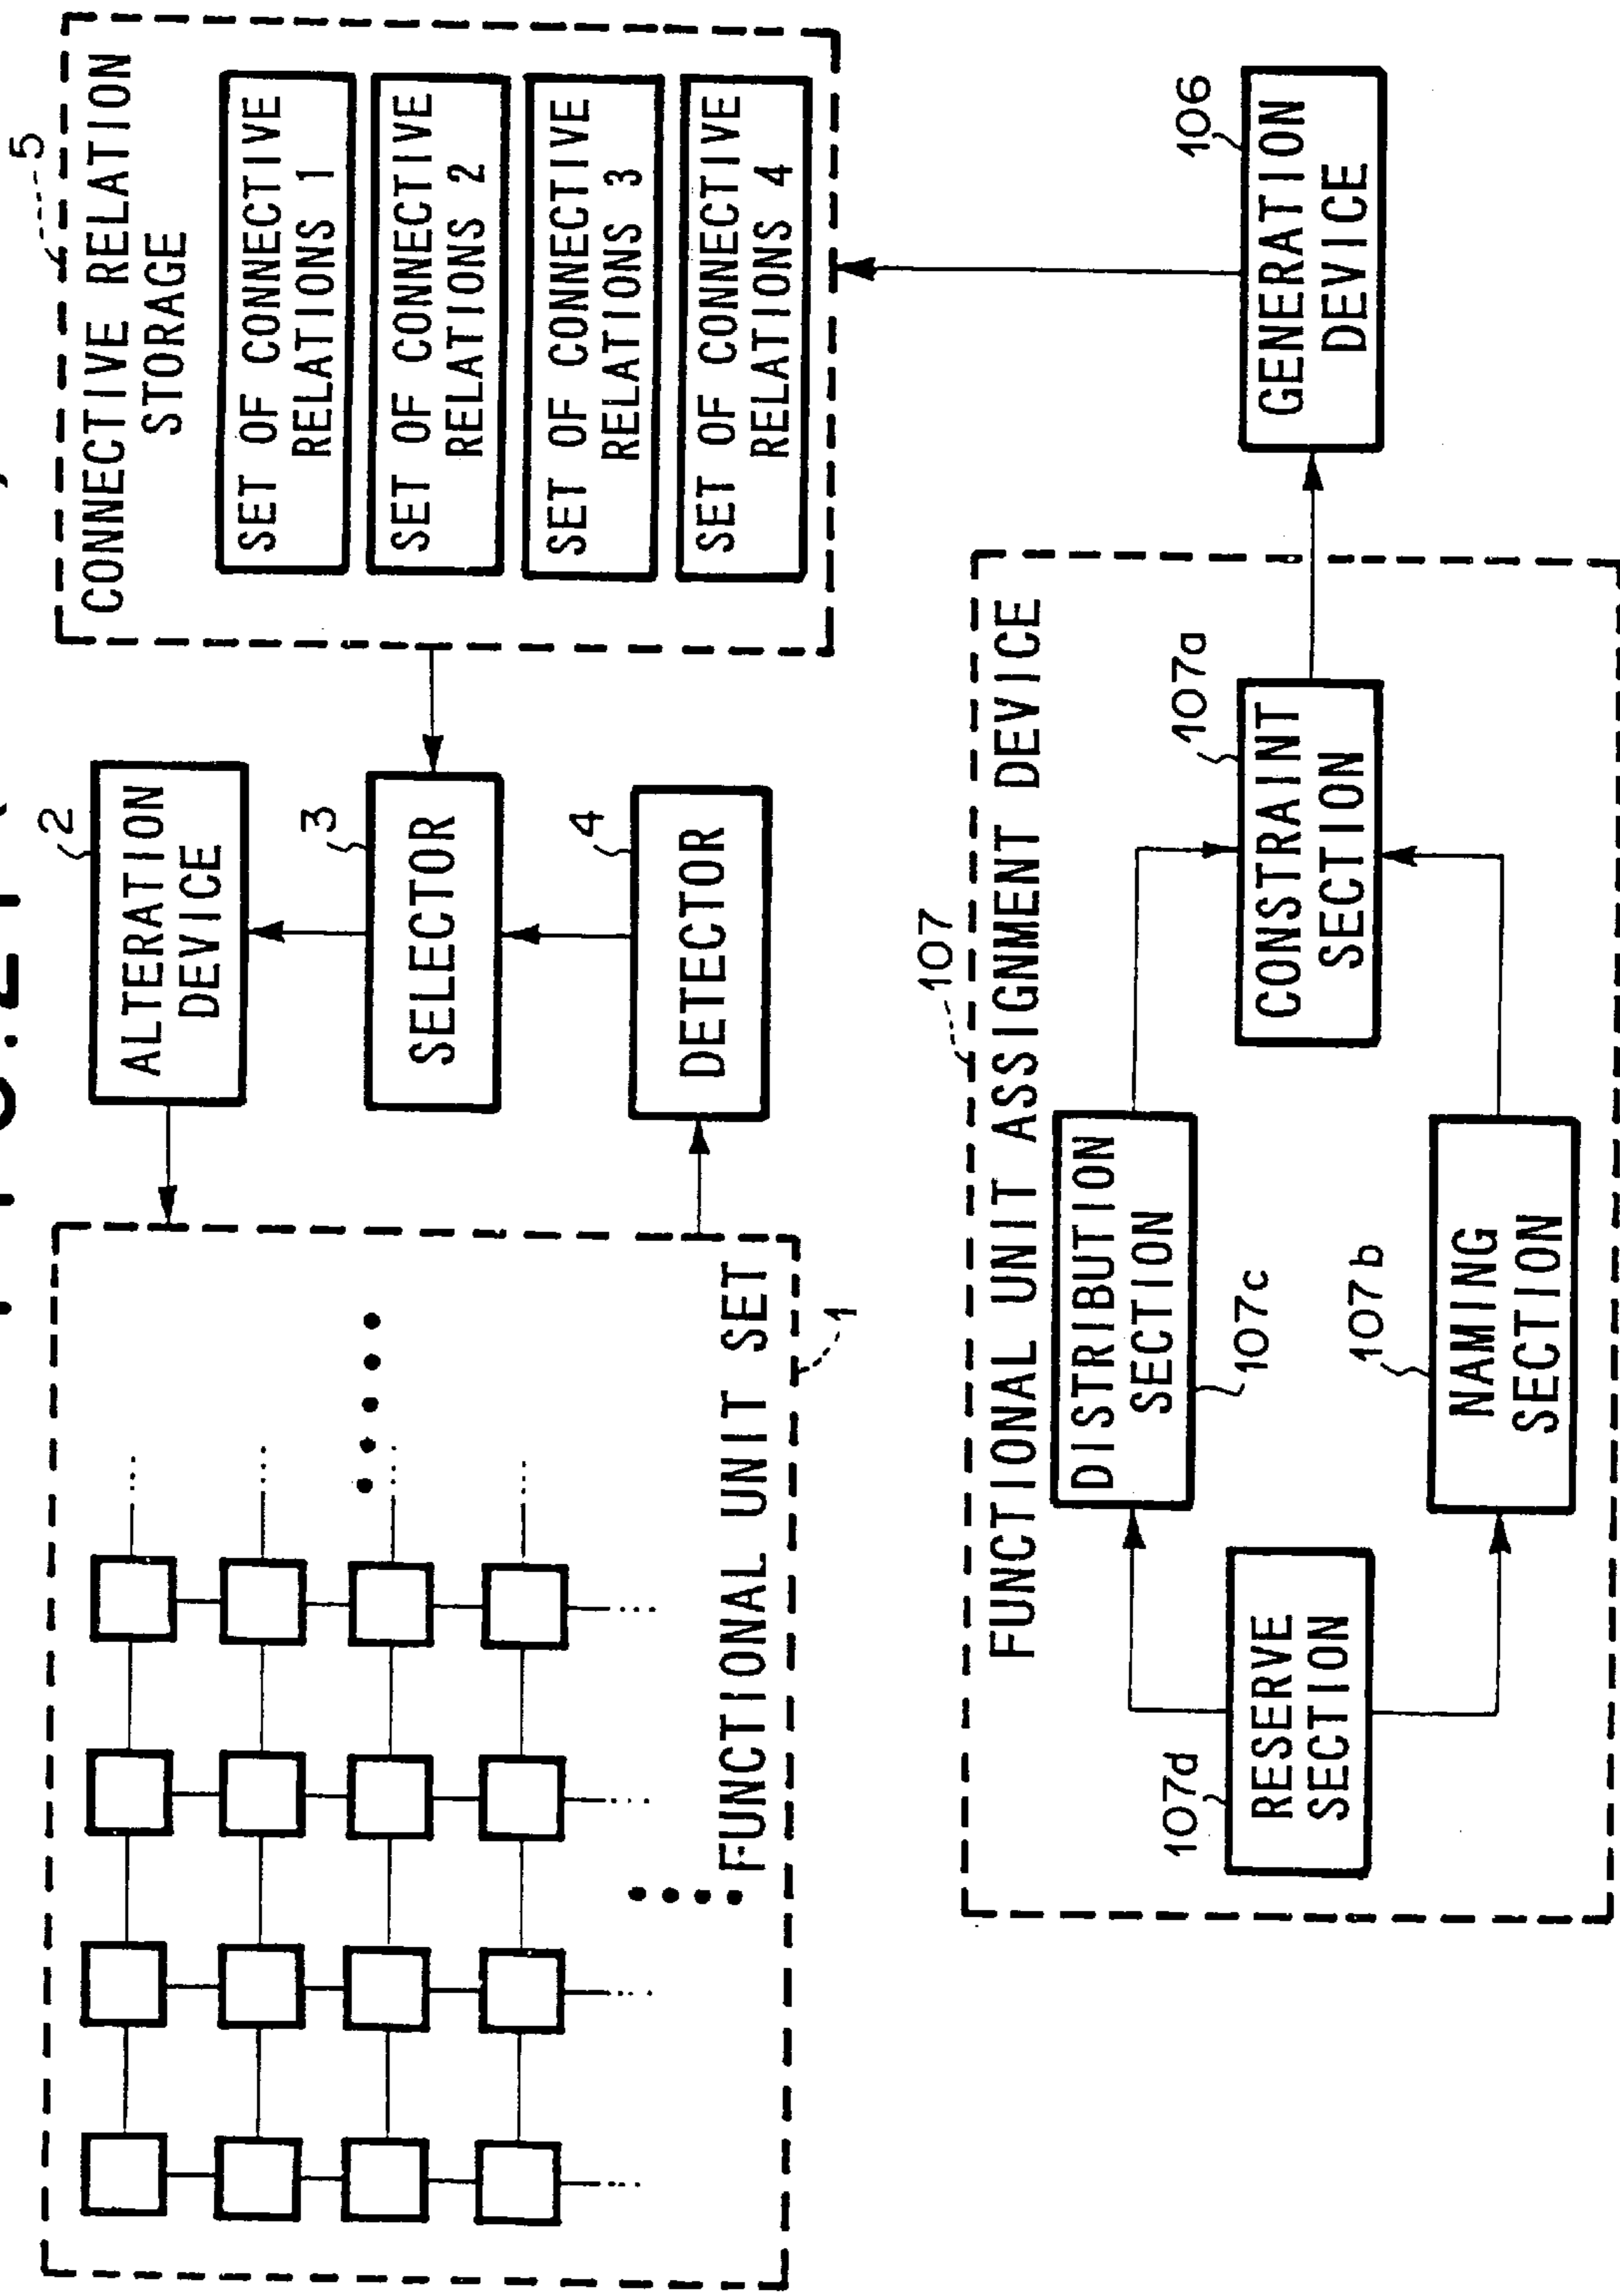 5
CONNECTIVE RELATION
STORAGE
SET OF CONNECTIVE
RELATIONS 1
SET OF CONNECTIVE
RELATIONS 2
SET OF CONNECTIVE
RELATIONS 3
SET OF CONNECTIVE
RELATIONS 4
2
ALTERATION
DEVICE
3
SELECTOR
4
DETECTOR
FUNCTIONAL UNIT SET
1
106
GENERATION
DEVICE
107
FUNCTIONAL UNIT ASSIGNMENT DEVICE
107a
CONSTRAINT
SECTION
DISTRIBUTION
SECTION
107c
107b
NAMING
SECTION
107d
RESERVE
SECTION